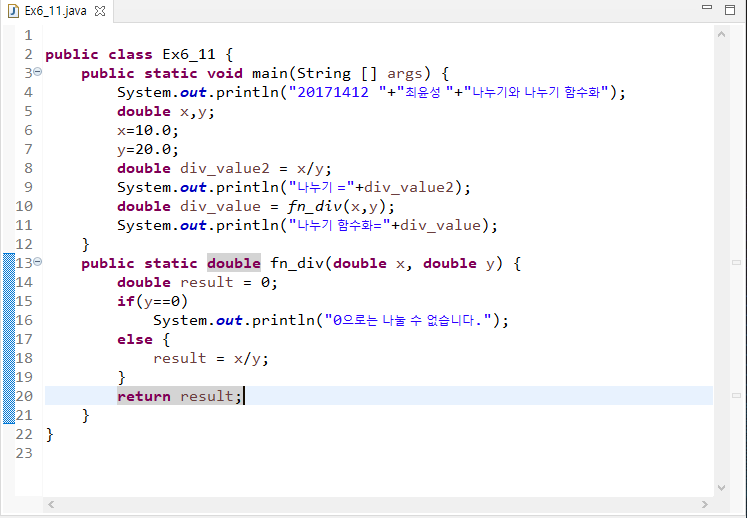 Ex6_11.java
1
2 public class Ex6_11 {
3 public static void main(String [] args) {
4 System.out.println("20171412 "+"최윤성 "+"나누기와 나누기 함수화");
5 double x,y;
6 x=10.0;
7 y=20.0;
8 double div_value2 = x/y;
9 System.out.println("나누기 ="+div_value2);
10 double div_value = fn_div(x,y);
11 System.out.println("나누기 함수화="+div_value);
12 }
13 public static double fn_div(double x, double y) {
14 double result = 0;
15 if(y==0)
16 System.out.println("0으로는 나눌 수 없습니다.");
17 else {
18 result = x/y;
19 }
20 return result;
21 }
22 }
23